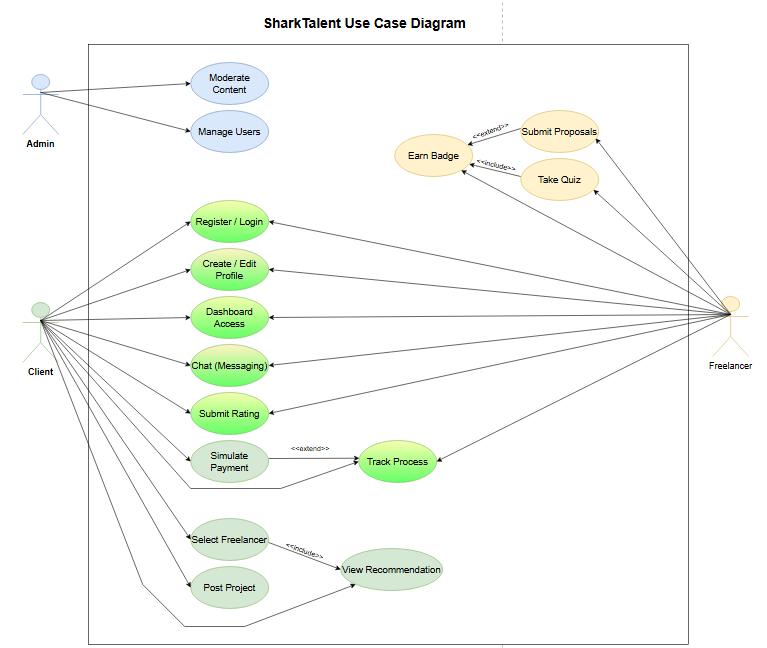 SharkTalent Use Case Diagram
Moderate
Content
Admin
Manage Users
<<extend>>
Submit Proposals
Earn Badge
<<include>>
Take Quiz
Register / Login
Create / Edit
Profile
Dashboard
Access
Client
Chat (Messaging)
Freelancer
Submit Rating
Simulate
Payment
<<extend>>
Track Process
Select Freelancer
<<include>>
View Recommendation
Post Project